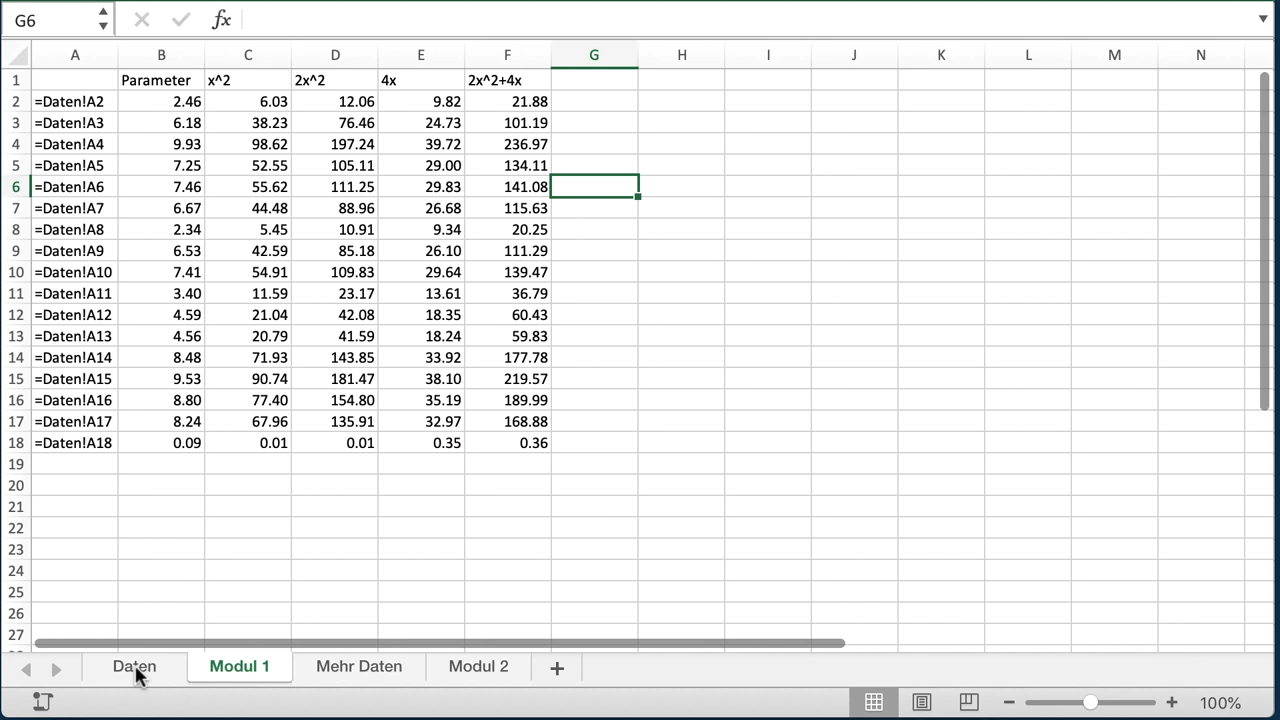 G6 fx
A B C D E F G H I J K L M N
1 Parameter x^2 2x^2 4x 2x^2+4x
2 =Daten!A2 2.46 6.03 12.06 9.82 21.88
3 =Daten!A3 6.18 38.23 76.46 24.73 101.19
4 =Daten!A4 9.93 98.62 197.24 39.72 236.97
5 =Daten!A5 7.25 52.55 105.11 29.00 134.11
6 =Daten!A6 7.46 55.62 111.25 29.83 141.08
7 =Daten!A7 6.67 44.48 88.96 26.68 115.63
8 =Daten!A8 2.34 5.45 10.91 9.34 20.25
9 =Daten!A9 6.53 42.59 85.18 26.10 111.29
10 =Daten!A10 7.41 54.91 109.83 29.64 139.47
11 =Daten!A11 3.40 11.59 23.17 13.61 36.79
12 =Daten!A12 4.59 21.04 42.08 18.35 60.43
13 =Daten!A13 4.56 20.79 41.59 18.24 59.83
14 =Daten!A14 8.48 71.93 143.85 33.92 177.78
15 =Daten!A15 9.53 90.74 181.47 38.10 219.57
16 =Daten!A16 8.80 77.40 154.80 35.19 189.99
17 =Daten!A17 8.24 67.96 135.91 32.97 168.88
18 =Daten!A18 0.09 0.01 0.01 0.35 0.36
19
20
21
22
23
24
25
26
27
Daten Modul 1 Mehr Daten Modul 2 +
− + 100%